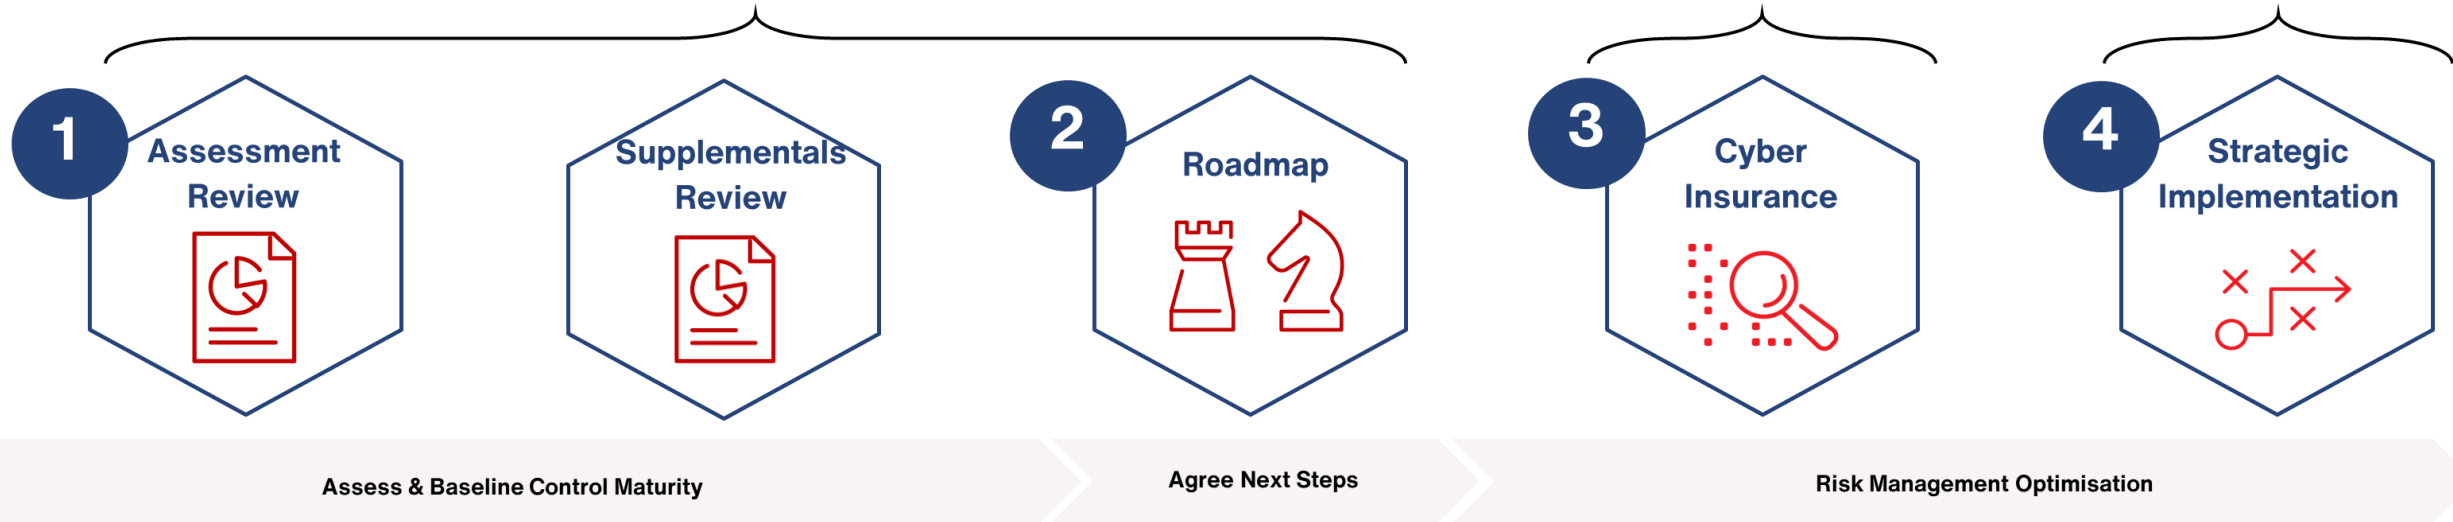 1
Assessment
Review
Supplementals
Review
2
Roadmap
3
Cyber
Insurance
4
Strategic
Implementation
Assess & Baseline Control Maturity
Agree Next Steps
Risk Management Optimisation